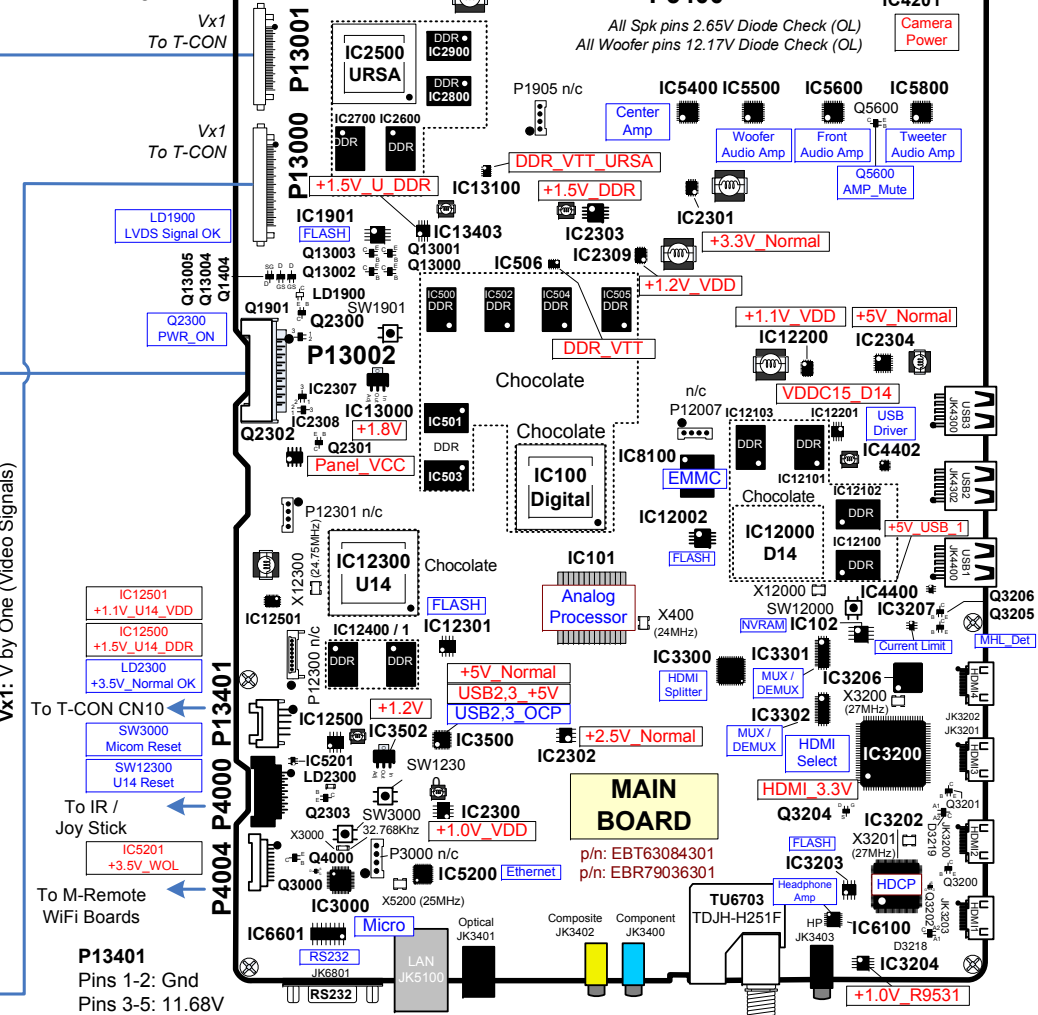 IC4201
Vx1
To T-CON
P13001
IC2500
URSA
DDR
IC2900
DDR
IC2800
All Spk pins 2.65V Diode Check (OL)
All Woofer pins 12.17V Diode Check (OL)
Camera
Power
P1905 n/c
IC5400
IC5500
IC5600
IC5800
Q5600
Center
Amp
Woofer
Audio Amp
Front
Audio Amp
Tweeter
Audio Amp
Q5600
AMP_Mute
Vx1
To T-CON
P13000
IC2700
IC2600
DDR
DDR
DDR_VTT_URSA
+1.5V_U_DDR
IC13100
+1.5V_DDR
IC2301
LD1900
LVDS Signal OK
IC1901
FLASH
IC13403
IC2303
IC2309
+3.3V_Normal
Q13003
Q13002
Q13001
Q13000
IC506
+1.2V_VDD
Q13005
Q13004
Q1404
LD1900
SW1901
Q1901
Q2300
Q2300
PWR_ON
P13002
IC500
DDR
IC502
DDR
IC504
DDR
IC505
DDR
DDR_VTT
+1.1V_VDD
+5V_Normal
IC12200
IC2304
Chocolate
VDDC15_D14
IC2307
IC2308
IC13000
+1.8V
Q2302
Q2301
Panel_VCC
IC501
DDR
IC503
n/c
P12007
IC12103
IC12201
USB
Driver
USB3
JK4300
Chocolate
IC100
Digital
IC8100
EMMC
DDR
DDR
IC12101
IC4402
USB2
JK4302
Chocolate
IC12102
DDR
P12301 n/c
IC12002
FLASH
IC12000
D14
IC12100
DDR
+5V_USB_1
USB1
JK4400
Vx1: V by One (Video Signals)
X12300
(24.75MHz)
IC12300
U14
Chocolate
IC101
Analog
Processor
X400
(24MHz)
X12000
SW12000
NVRAM
IC102
IC4400
IC3207
Q3206
Q3205
Current Limit
MHL_Det
IC12501
+1.1V_U14_VDD
IC12500
+1.5V_U14_DDR
LD2300
+3.5V_Normal OK
IC12501
P12300 n/c
IC12400 / 1
DDR
DDR
FLASH
IC12301
IC3300
HDMI
Splitter
IC3301
MUX /
DEMUX
IC3206
X3200
(27MHz)
HDMI4
JK3202
JK3201
To T-CON CN10
P13401
+5V_Normal
USB2,3_+5V
USB2,3_OCP
+1.2V
IC12500
IC3502
IC3500
IC2302
+2.5V_Normal
IC3302
MUX /
DEMUX
HDMI
Select
IC3200
HDMI3
SW3000
Micom Reset
SW12300
U14 Reset
P4000
IC5201
LD2300
SW1230
Q2303
To IR /
Joy Stick
MAIN
BOARD
HDMI_3.3V
Q3204
IC3202
Q3201
D3219
JK3200
HDMI2
SW3000
32.768Khz
X3000
IC2300
+1.0V_VDD
p/n: EBT63084301
p/n: EBR79036301
X3201
(27MHz)
FLASH
IC3203
HDCP
Q3200
IC5201
+3.5V_WOL
P4004
Q4000
Q3000
P3000 n/c
IC5200
Ethernet
X5200 (25MHz)
IC3000
To M-Remote
WiFi Boards
Micro
IC6601
RS232
JK6801
RS232
LAN
JK5100
Optical
JK3401
Composite
JK3402
Component
JK3400
TU6703
TDJH-H251F
Headphone
Amp
HP
JK3403
IC6100
Q3202
JK3203
HDMI1
D3218
IC3204
+1.0V_R9531
P13401
Pins 1-2: Gnd
Pins 3-5: 11.68V